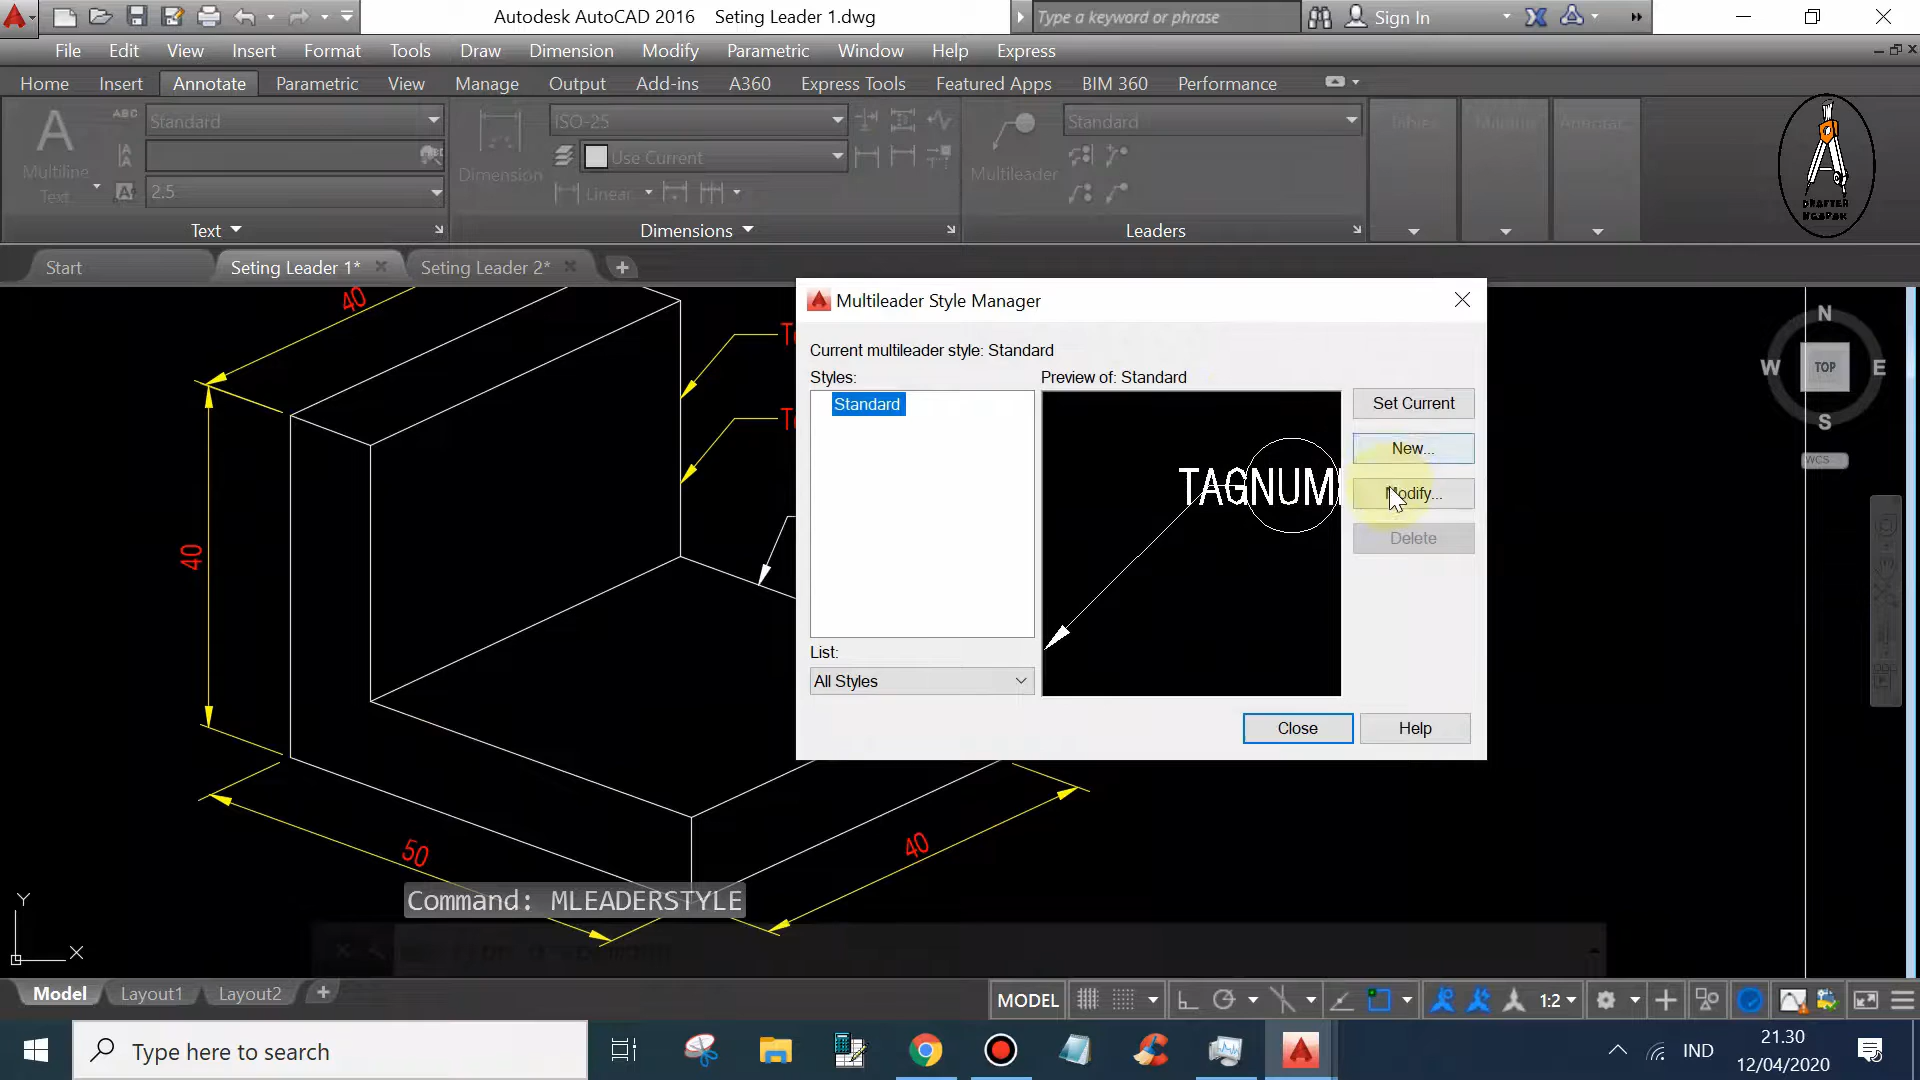 Autodesk AutoCAD 2016 Seting Leader 1.dwg
Type a keyword or phrase
Sign In
File Edit View Insert Format Tools Draw Dimension Modify Parametric Window Help Express
Home Insert Annotate Parametric View Manage Output Add-ins A360 Express Tools Featured Apps BIM 360 Performance
Standard
ISO-25
Standard
Multiline
Text
Use Current
Dimension
Multileader
2.5
Linear
Text
Dimensions
Leaders
DRAFTER
NGAPAK
Start
Seting Leader 1*
Seting Leader 2*
Multileader Style Manager
Current multileader style: Standard
Styles:
Preview of: Standard
Standard
TAGNUM
Set Current
New...
Modify...
Delete
List:
All Styles
Close
Help
N
W
TOP
E
S
WCS
40
40
50
40
Command: MLEADERSTYLE
Y
X
Model
Layout1
Layout2
MODEL
1:2
Type here to search
IND
21.30
12/04/2020